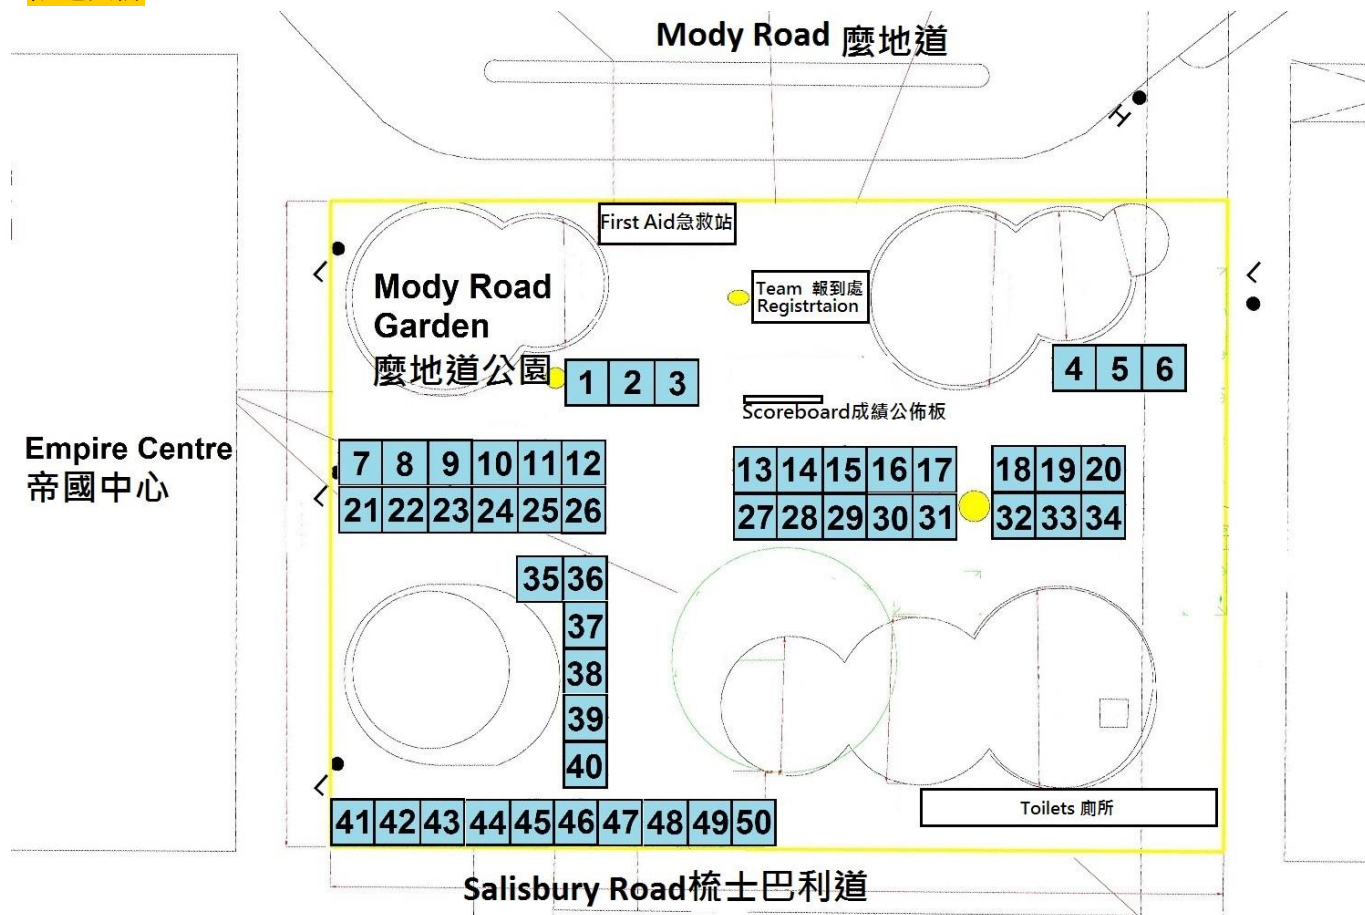 Mody Road 麼地道
First Aid急救站
Team 報到處
Registrtaion
Mody Road
Garden
麼地道公園
1 2 3
4 5 6
Scoreboard成績公佈板
Empire Centre
帝國中心
7 8 9 10 11 12
13 14 15 16 17
18 19 20
21 22 23 24 25 26
27 28 29 30 31
32 33 34
35 36
37
38
39
40
41 42 43 44 45 46 47 48 49 50
Toilets 廁所
Salisbury Road梳士巴利道